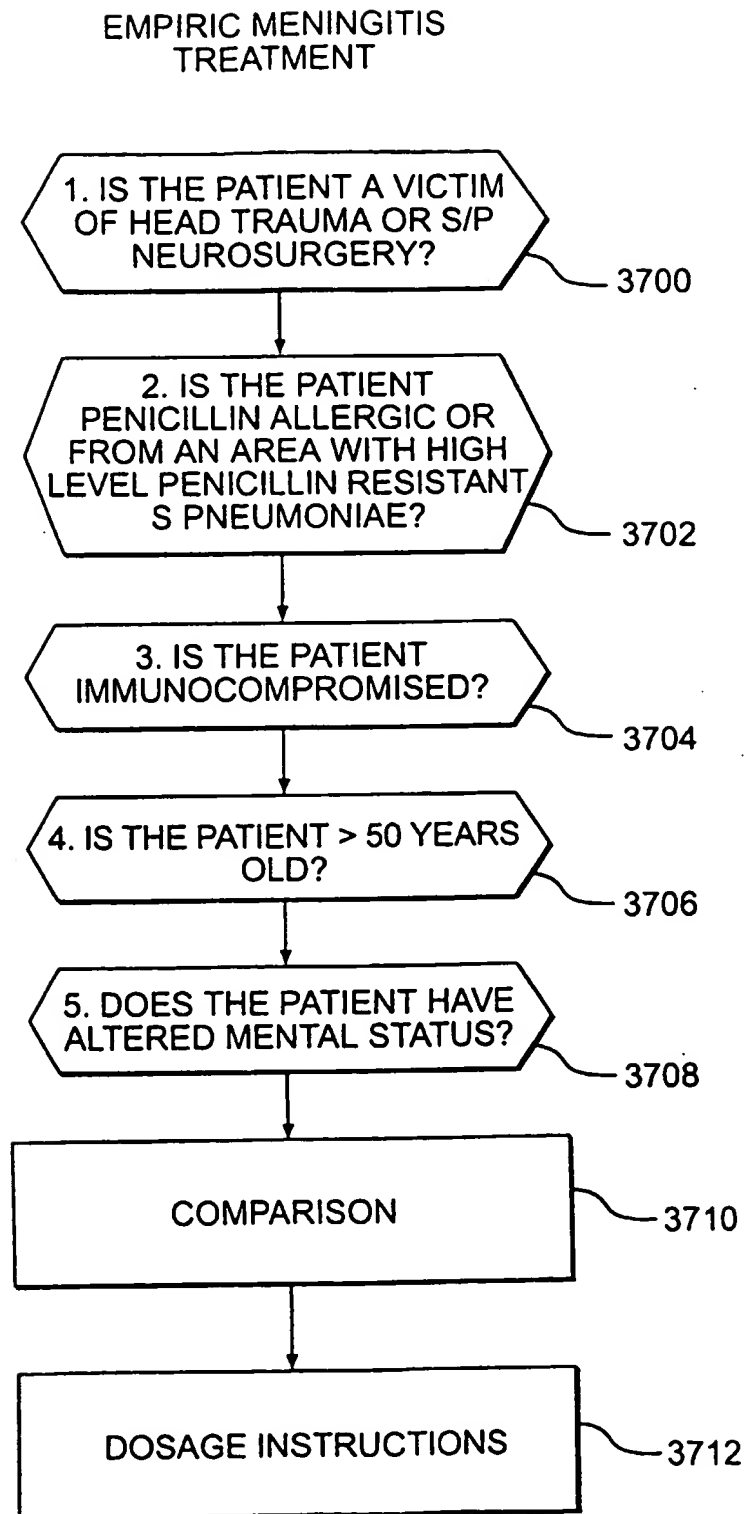 EMPIRIC MENINGITIS
TREATMENT
1. IS THE PATIENT A VICTIM
OF HEAD TRAUMA OR S/P
NEUROSURGERY?
3700
2. IS THE PATIENT
PENICILLIN ALLERGIC OR
FROM AN AREA WITH HIGH
LEVEL PENICILLIN RESISTANT
S PNEUMONIAE?
3702
3. IS THE PATIENT
IMMUNOCOMPROMISED?
3704
4. IS THE PATIENT > 50 YEARS
OLD?
3706
5. DOES THE PATIENT HAVE
ALTERED MENTAL STATUS?
3708
COMPARISON
3710
DOSAGE INSTRUCTIONS
3712